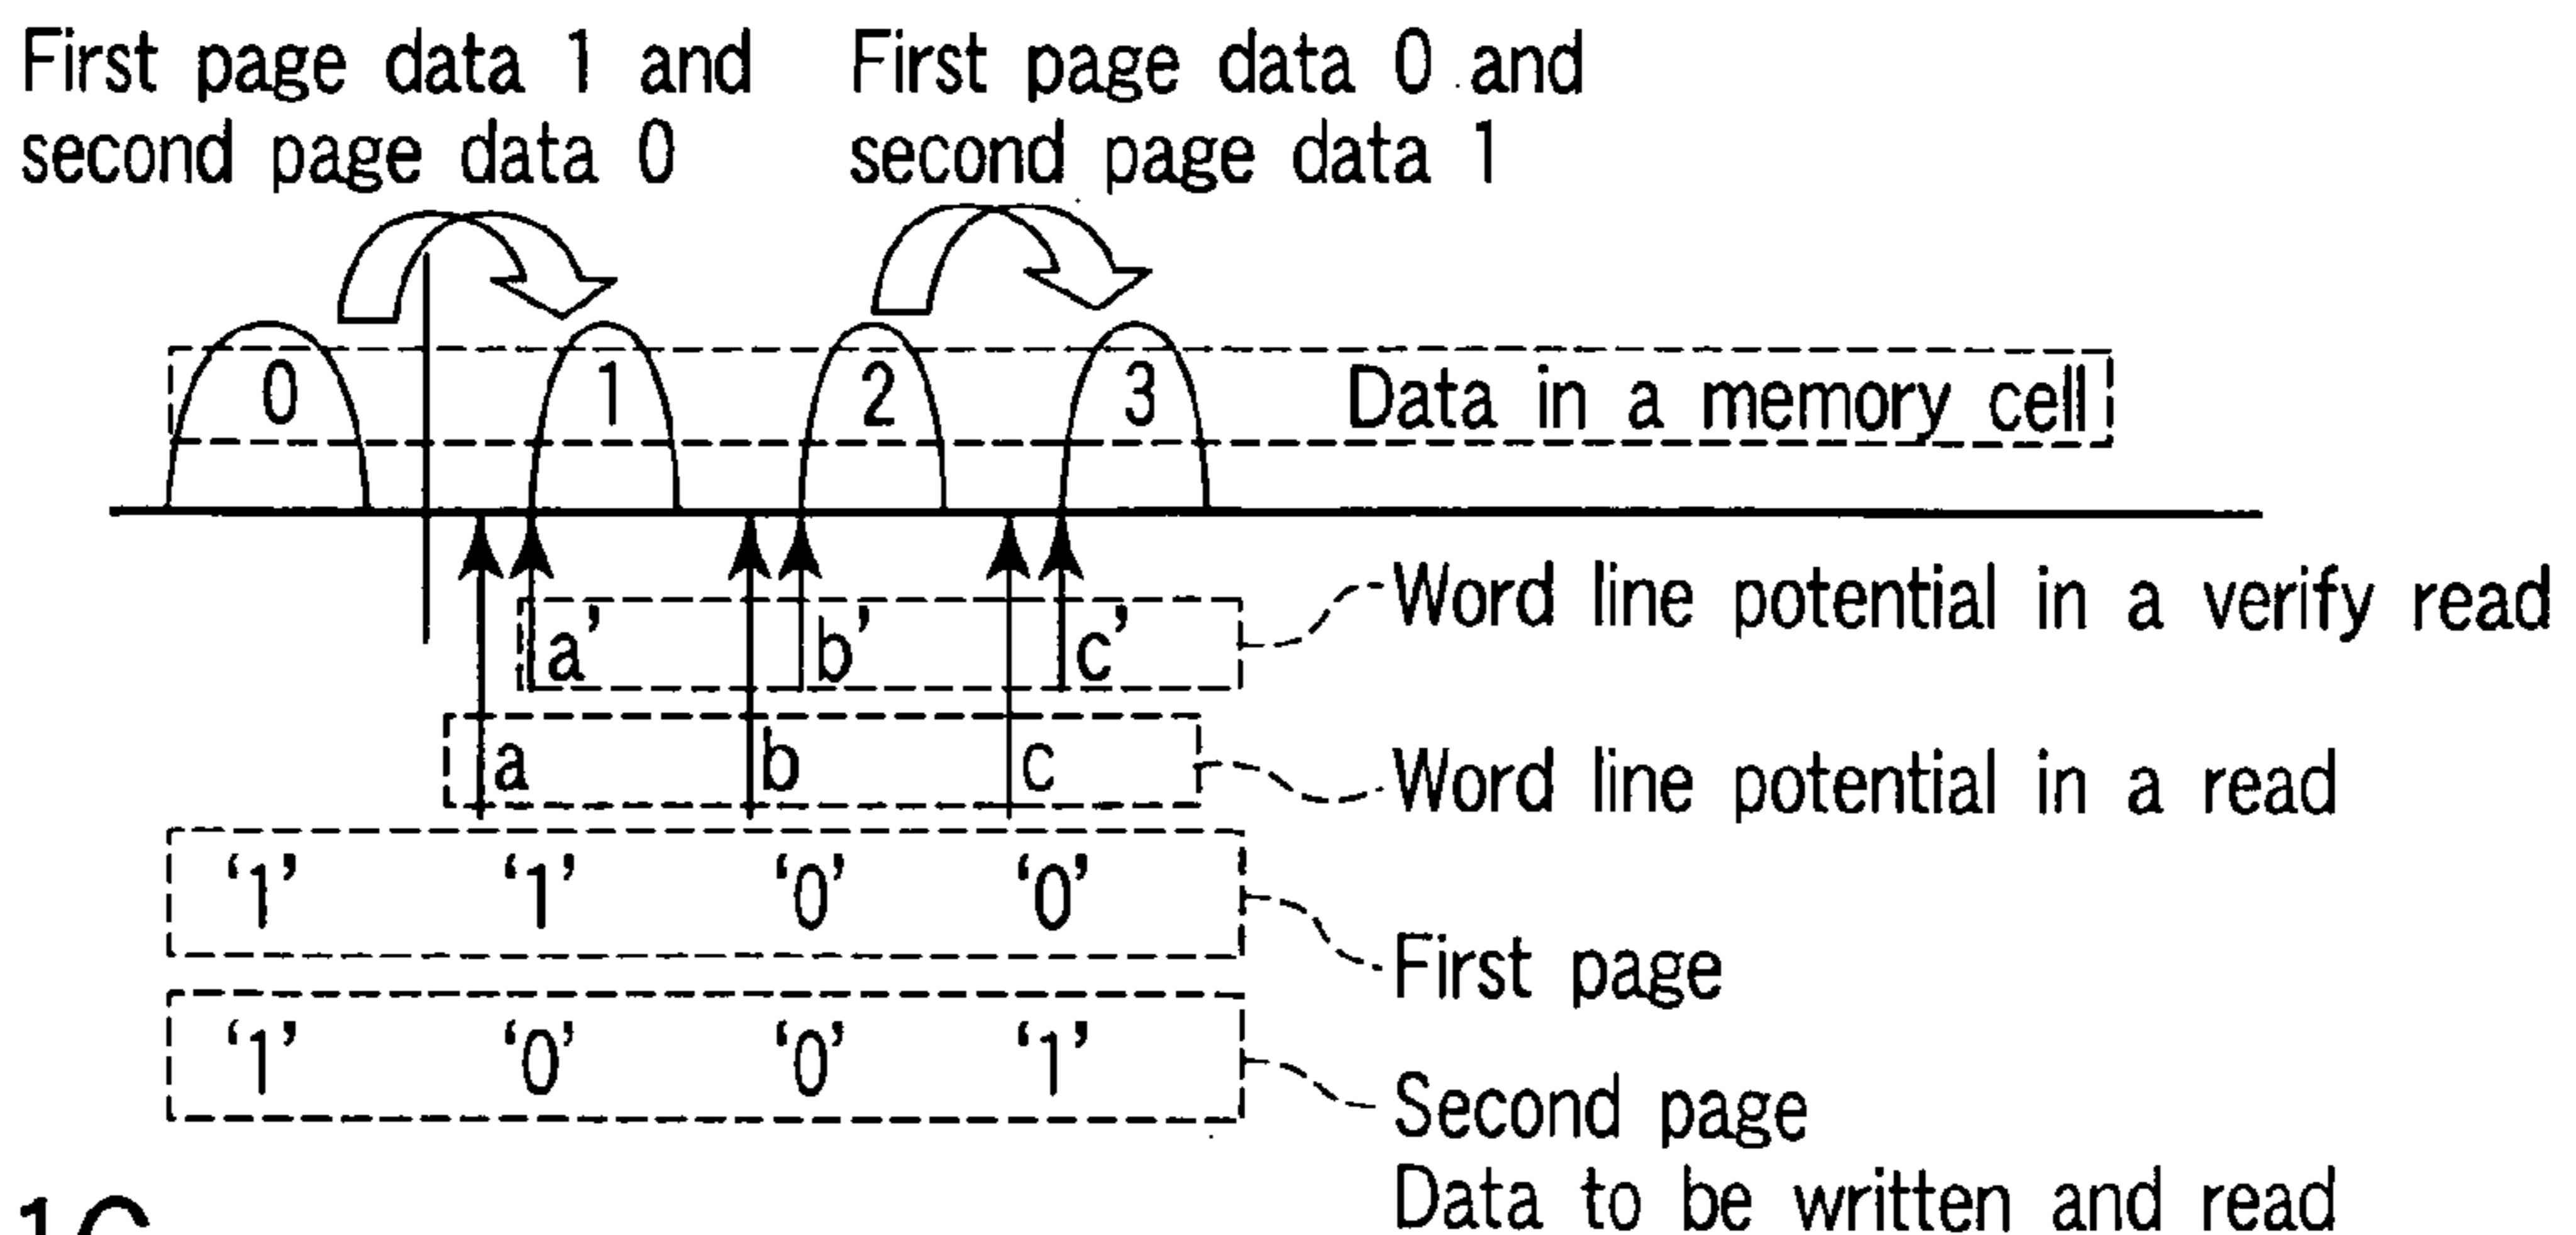 First page data 1 and
second page data 0
First page data 0 and
second page data 1
0 1 2 3 Data in a memory cell
a' b' c' Word line potential in a verify read
a b c Word line potential in a read
‘1’ ‘1’ ‘0’ ‘0’
First page
‘1’ ‘0’ ‘0’ ‘1’
Second page
Data to be written and read